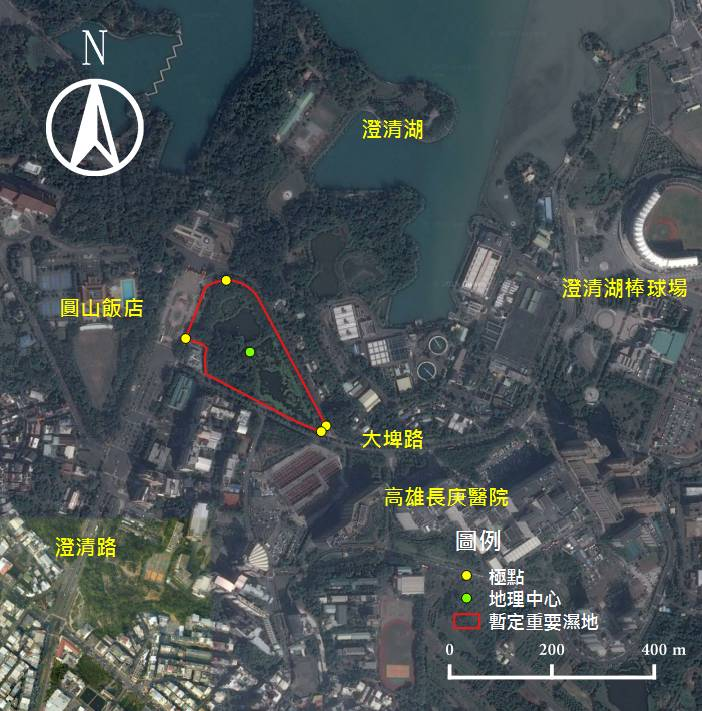 N
澄清湖
澄清湖棒球場
圓山飯店
大埤路
高雄長庚醫院
澄清路
圖例
極點
地理中心
暫定重要濕地
0 200 400 m